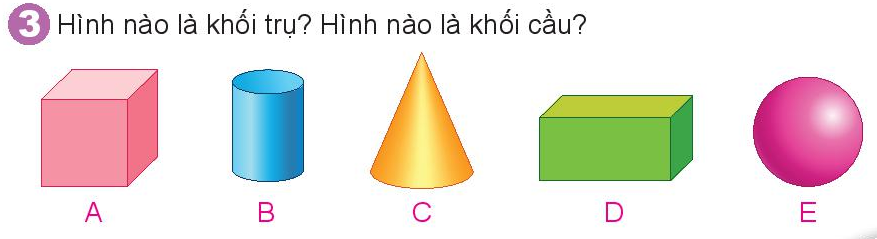 3 Hình nào là khối trụ? Hình nào là khối cầu?
A B C D E